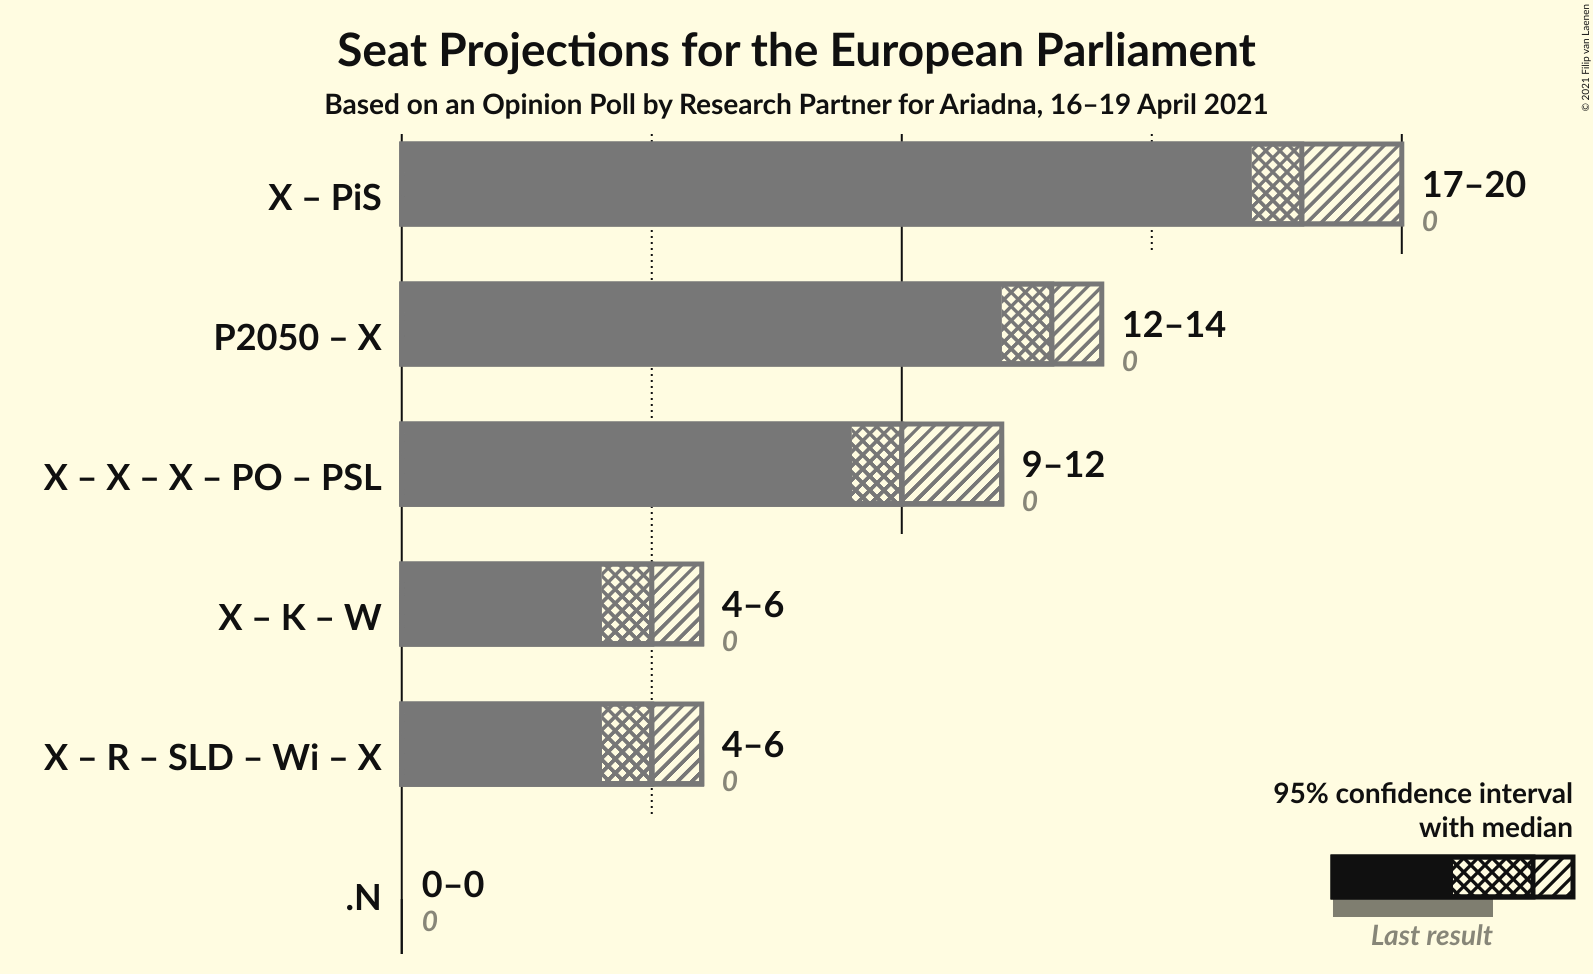 Seat Projections for the European Parliament
Based on an Opinion Poll by Research Partner for Ariadna, 16–19 April 2021
© 2021 Filip van Laenen
X – PiS
17–20
0
P2050 – X
12–14
0
X – X – X – PO – PSL
9–12
0
X – K – W
4–6
0
X – R – SLD – Wi – X
4–6
0
.N
0–0
0
95% confidence interval
with median
Last result